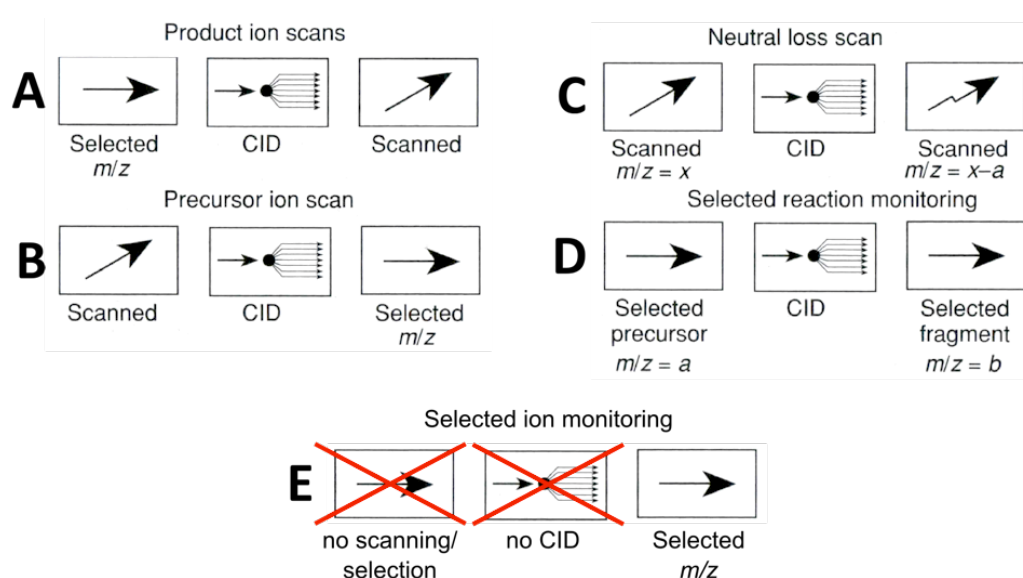 Product ion scans
A
Selected
m/z
CID
Scanned
Precursor ion scan
B
Scanned
CID
Selected
m/z
Neutral loss scan
C
Scanned
m/z = x
CID
Scanned
m/z = x–a
Selected reaction monitoring
D
Selected
precursor
m/z = a
CID
Selected
fragment
m/z = b
Selected ion monitoring
E
no scanning/
selection
no CID
Selected
m/z